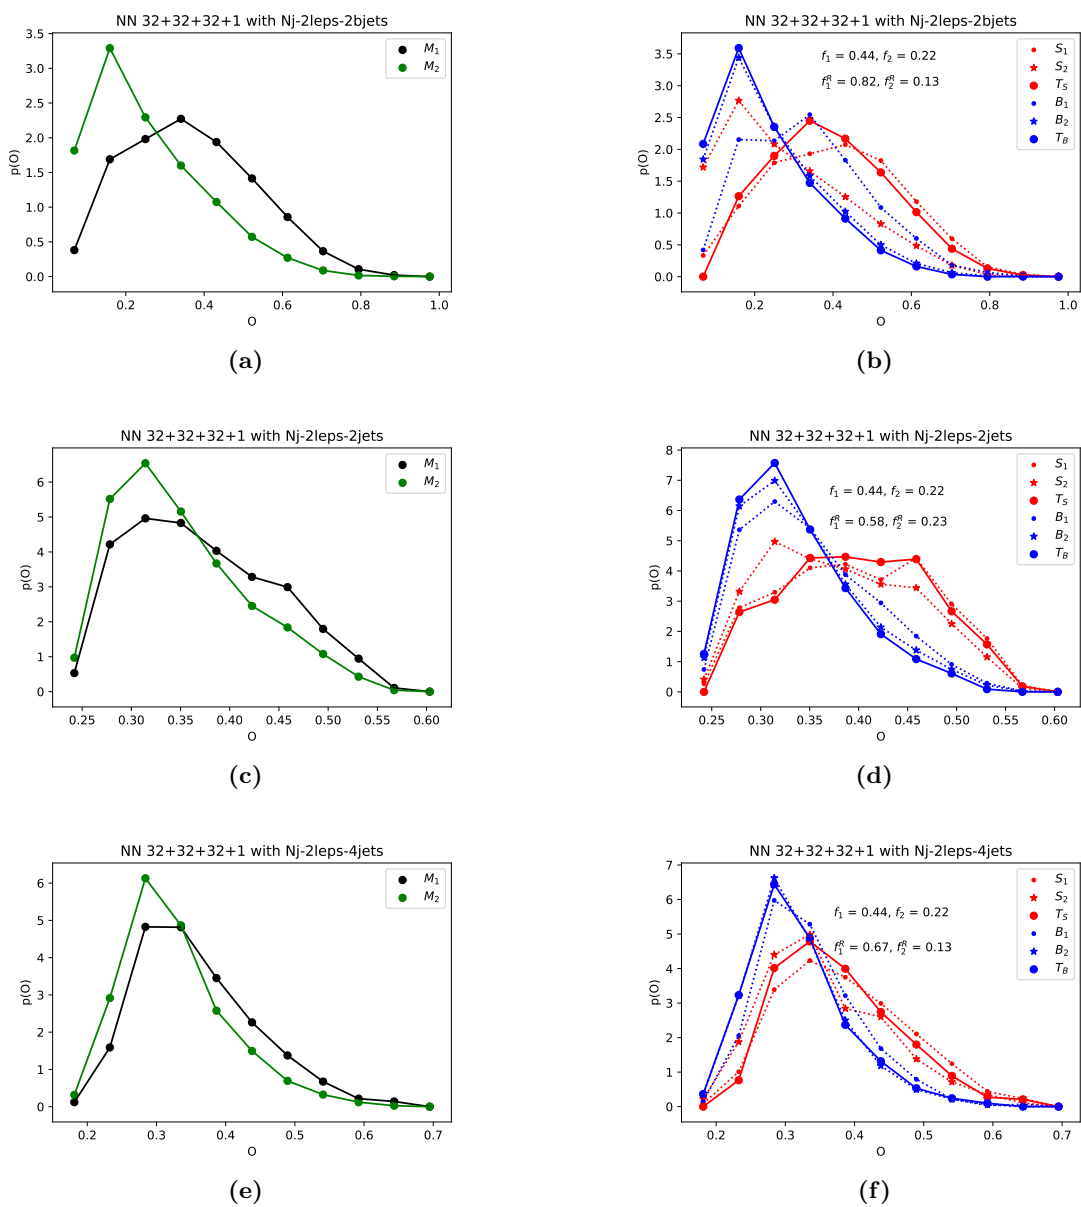 NN 32+32+32+1 with Nj-2leps-2bjets
3.5
3.0
2.5
2.0
1.5
1.0
0.5
0.0
p(O)
M₁
M₂
0.2 0.4 0.6 0.8 1.0
O
(a)
NN 32+32+32+1 with Nj-2leps-2bjets
3.5
3.0
2.5
2.0
1.5
1.0
0.5
0.0
p(O)
f₁ = 0.44, f₂ = 0.22
f₁ᴿ = 0.82, f₂ᴿ = 0.13
S₁
S₂
T_S
B₁
B₂
T_B
0.2 0.4 0.6 0.8 1.0
O
(b)
NN 32+32+32+1 with Nj-2leps-2jets
6
5
4
3
2
1
0
p(O)
M₁
M₂
0.25 0.30 0.35 0.40 0.45 0.50 0.55 0.60
O
(c)
NN 32+32+32+1 with Nj-2leps-2jets
8
7
6
5
4
3
2
1
0
p(O)
f₁ = 0.44, f₂ = 0.22
f₁ᴿ = 0.58, f₂ᴿ = 0.23
S₁
S₂
T_S
B₁
B₂
T_B
0.25 0.30 0.35 0.40 0.45 0.50 0.55 0.60
O
(d)
NN 32+32+32+1 with Nj-2leps-4jets
6
5
4
3
2
1
0
p(O)
M₁
M₂
0.2 0.3 0.4 0.5 0.6 0.7
O
(e)
NN 32+32+32+1 with Nj-2leps-4jets
7
6
5
4
3
2
1
0
p(O)
f₁ = 0.44, f₂ = 0.22
f₁ᴿ = 0.67, f₂ᴿ = 0.13
S₁
S₂
T_S
B₁
B₂
T_B
0.2 0.3 0.4 0.5 0.6 0.7
O
(f)